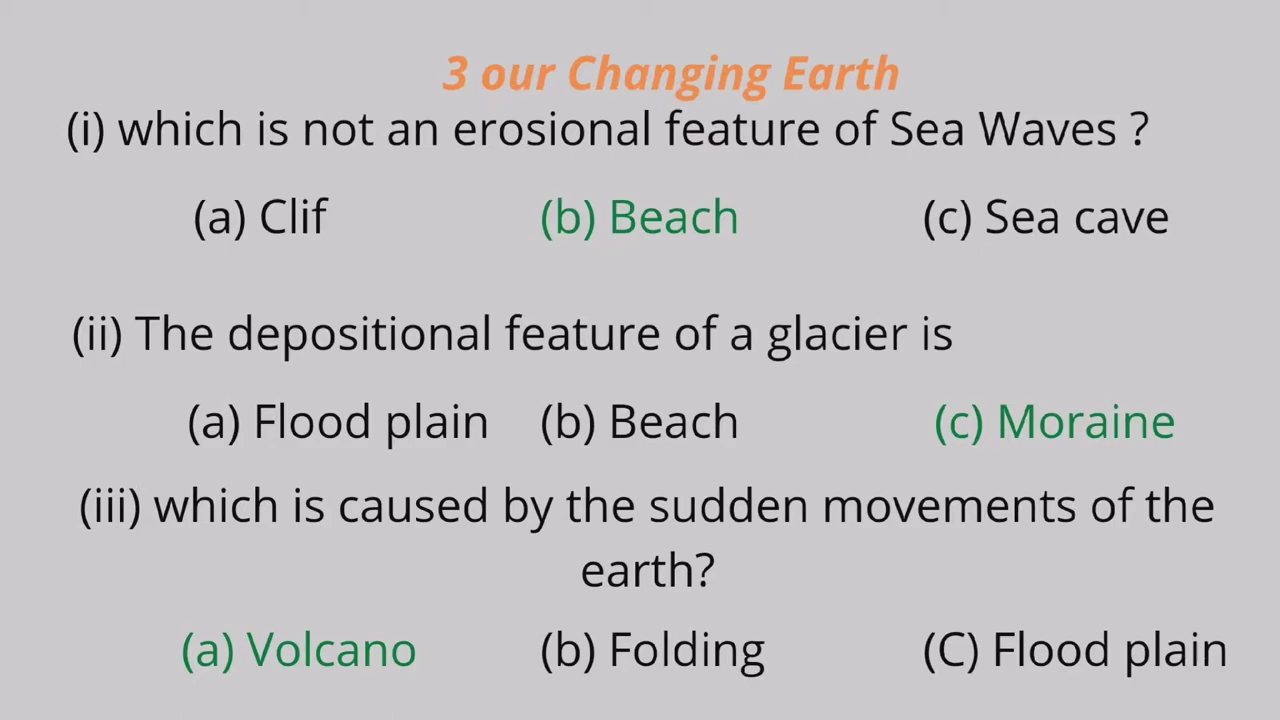 3 our Changing Earth
(i) which is not an erosional feature of Sea Waves ?
(a) Clif (b) Beach (c) Sea cave
(ii) The depositional feature of a glacier is
(a) Flood plain (b) Beach (c) Moraine
(iii) which is caused by the sudden movements of the
earth?
(a) Volcano (b) Folding (C) Flood plain